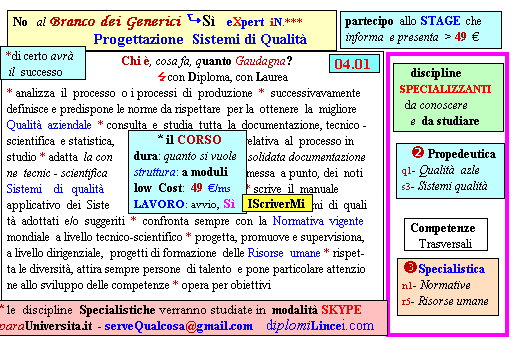 No al Branco dei Generici Sì eXpert iN.***
Progettazione Sistemi di Qualità
partecipo allo STAGE che
informa e presenta > 49 €
*di certo avrà
il successo
Chi è, cosa fa, quanto Gadagna?
con Diploma, con Laurea
04.01
* analizza il processo o i processi di produzione * successivamente
definisce e predispone le norme da rispettare per la ottenere la migliore
Qualità aziendale * consulta e studia tutta la documentazione, tecnico -
scientifica e statistica,
relativa al processo in
studio * adatta la con
solidata documentazione
ne tecnic - scientifica
messa a punto, dei noti
Sistemi di qualità
* scrive il manuale
applicativo dei Siste
mi di quali
tà adottati e/o suggeriti * confronta sempre con la Normativa vigente
mondiale a livello tecnico-scientifico * progetta, promuove e supervisiona,
a livello dirigenziale, progetti di formazione delle Risorse umane * rispet-
ta le diversità, attira sempre persone di talento e pone particolare attenzio
ne allo sviluppo delle competenze * opera per obiettivi
* il CORSO
dura: quanto si vuole
struttura: a moduli
low Cost: 49 €/ms
LAVORO: avvio, Sì
IScriverMi
discipline
SPECIALIZZANTI
da conoscere
e da studiare
2 Propedeutica
q1- Qualità azle
s3- Sistemi qualità
Competenze
Trasversali
3 Specialistica
n1- Normative
r5- Risorse umane
* le discipline Specialistiche verranno studiate in modalità SKYPE
paraUniversita.it - serveQualcosa@gmail.com diplomiLincei.com